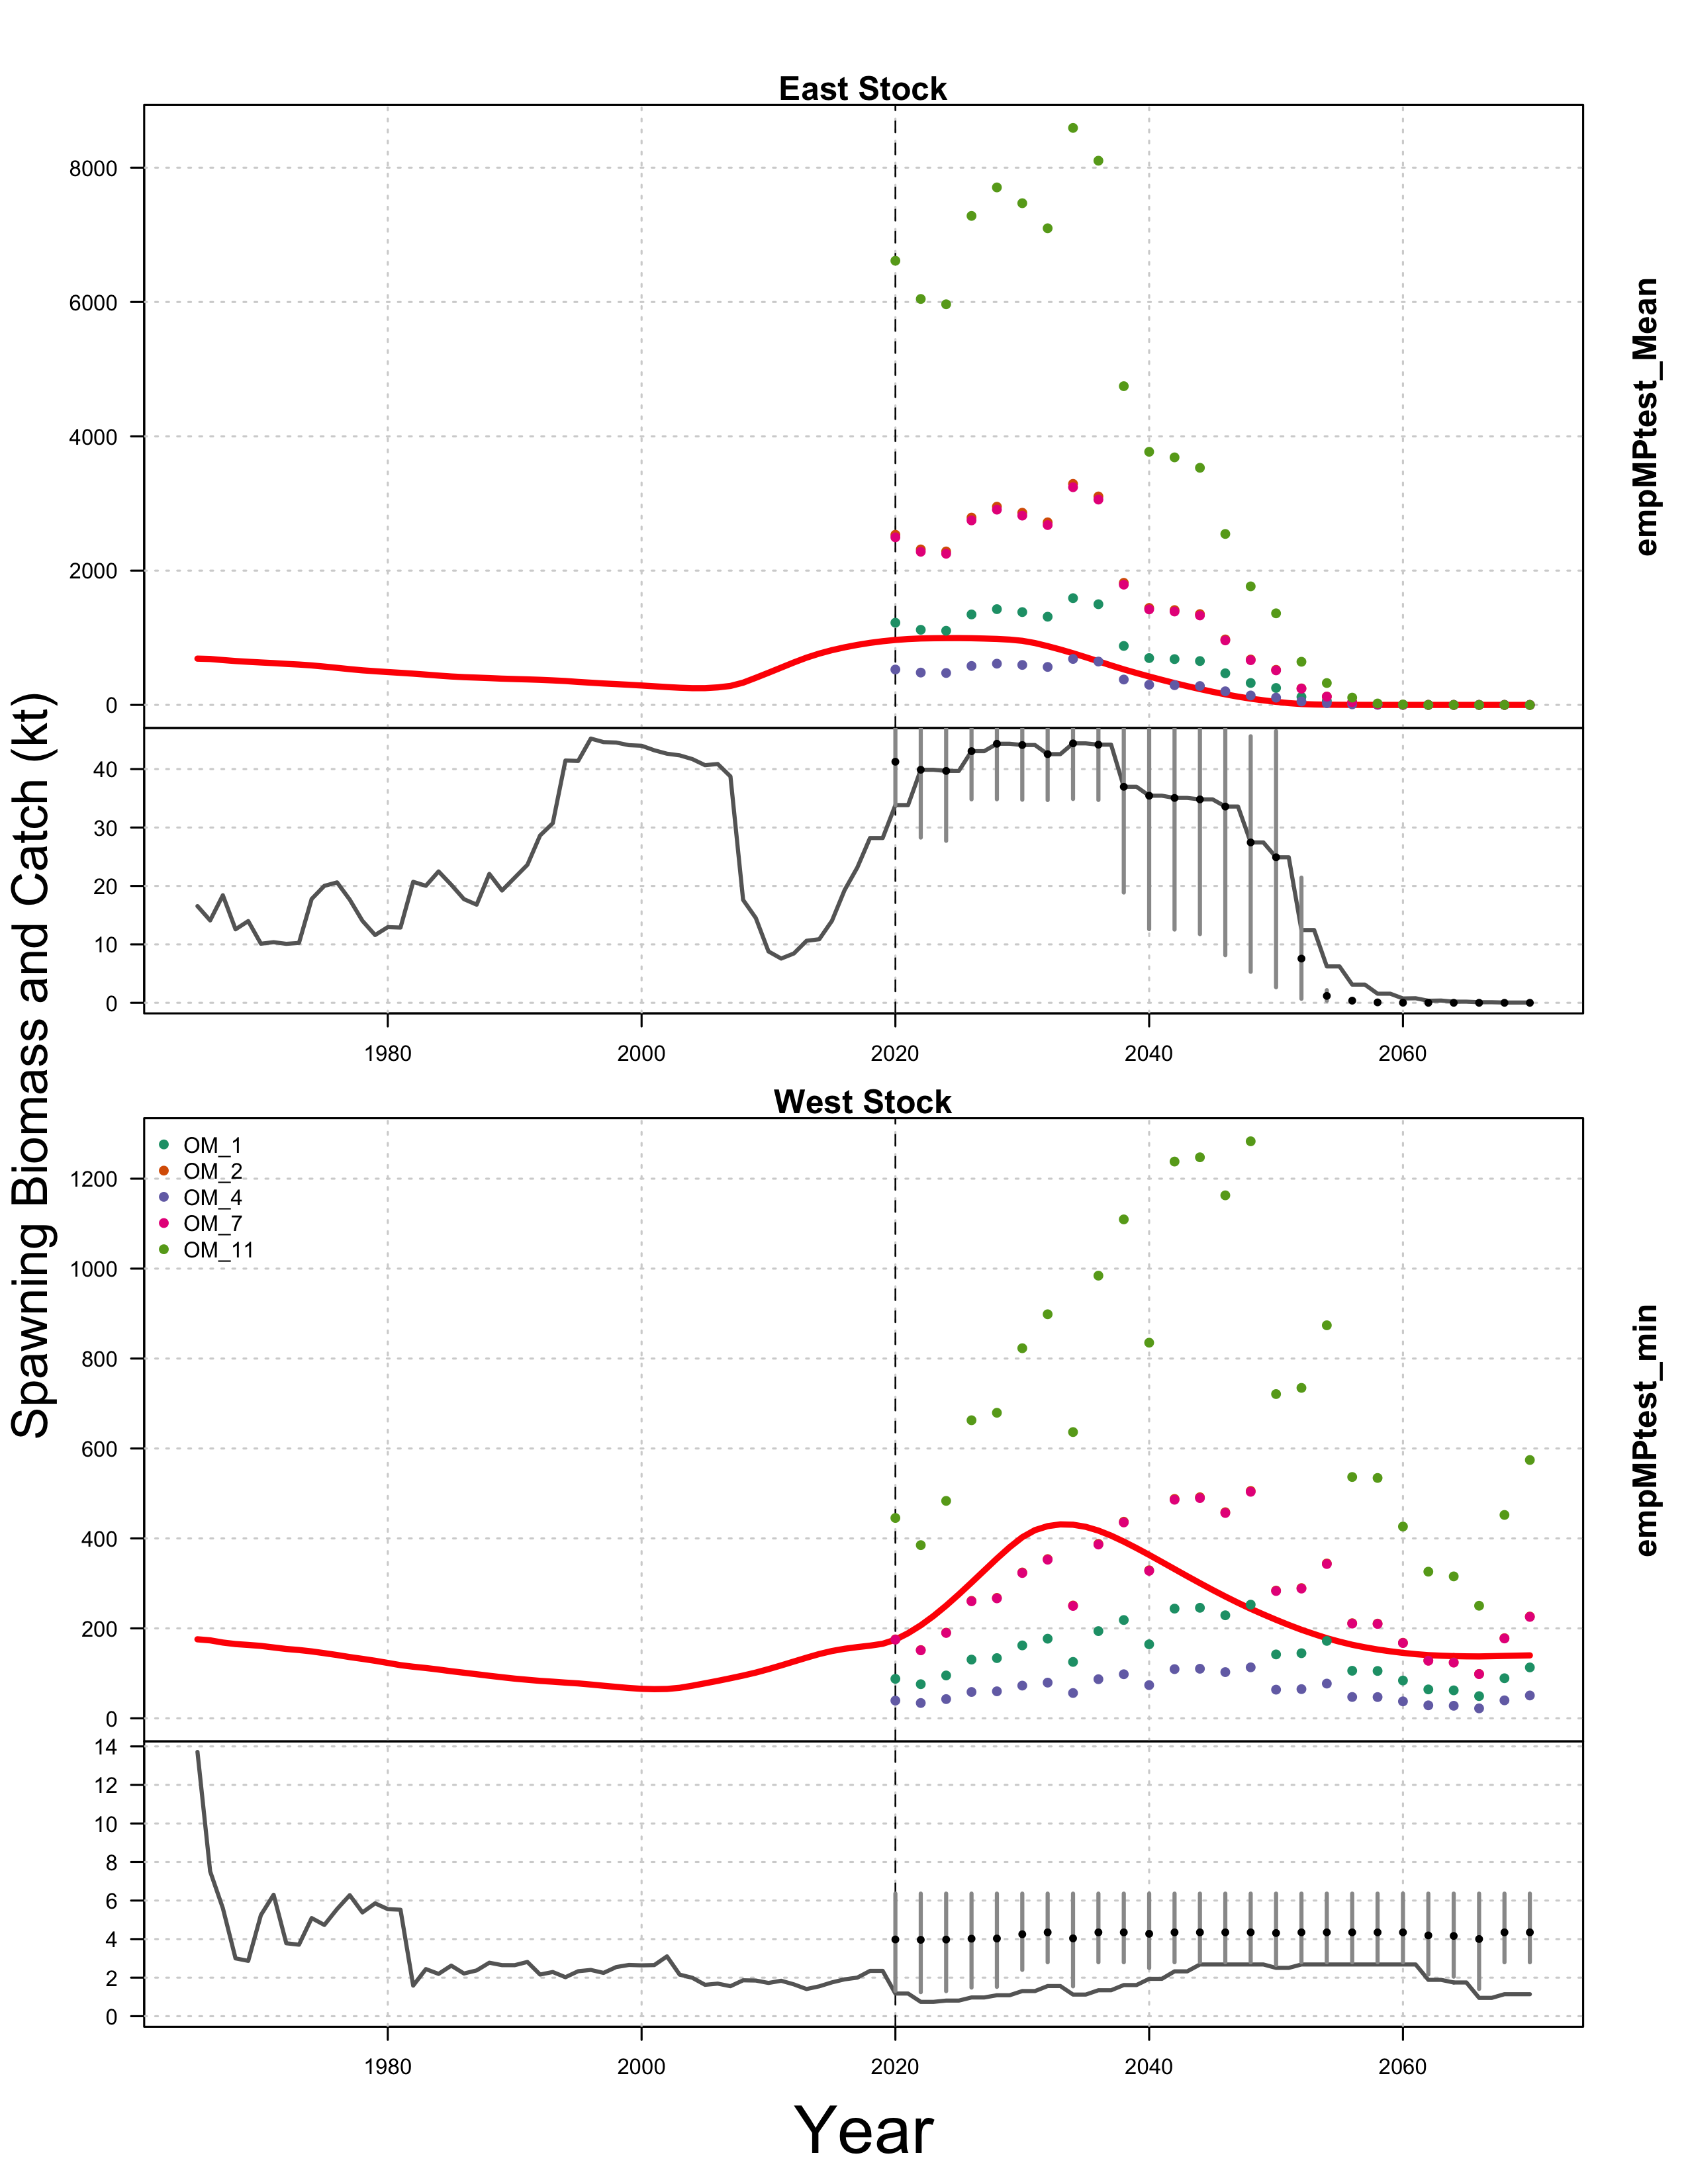 East Stock
8000
6000
4000
2000
0
40
30
20
10
0
1980 2000 2020 2040 2060
empMPtest_Mean
Spawning Biomass and Catch (kt)
West Stock
OM_1
OM_2
OM_4
OM_7
OM_11
1200
1000
800
600
400
200
0
14
12
10
8
6
4
2
0
1980 2000 2020 2040 2060
empMPtest_min
Year